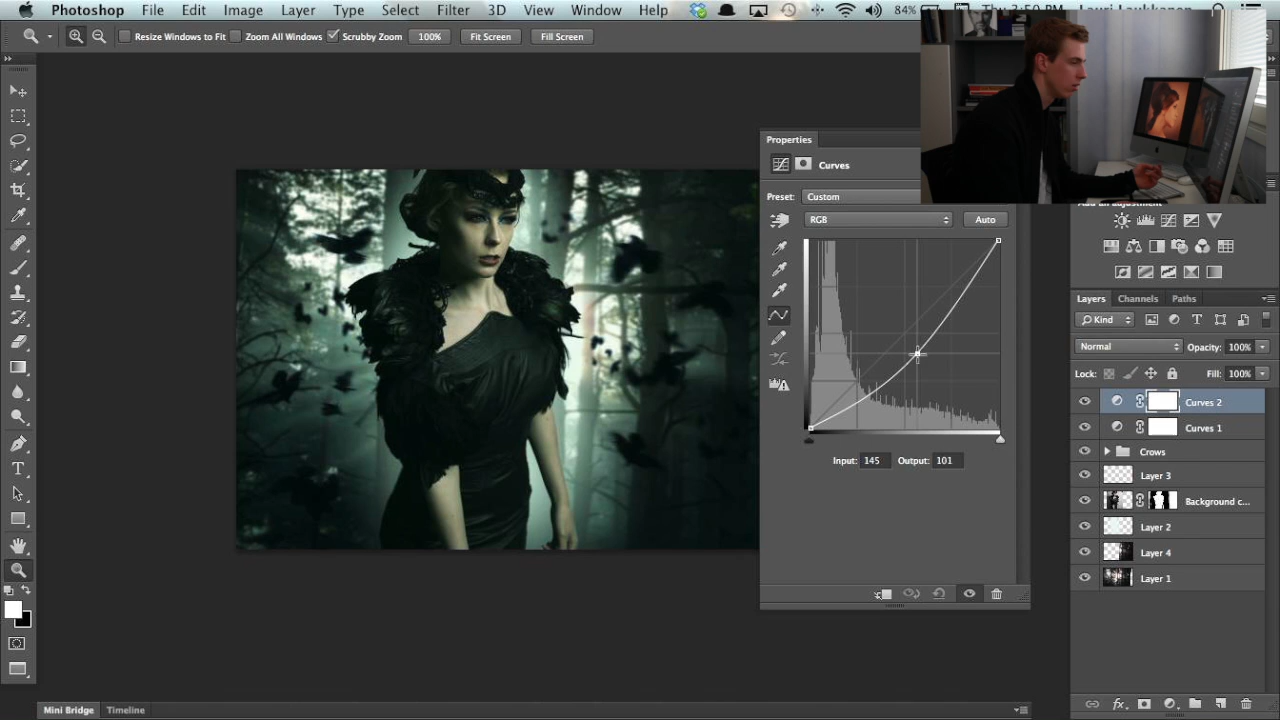 Photoshop File Edit Image Layer Type Select Filter 3D View Window Help 84%
Resize Windows to Fit Zoom All Windows Scrubby Zoom 100% Fit Screen Fill Screen
Properties
Curves
Preset: Custom
RGB Auto
Input: 145 Output: 101
Layers Channels Paths
Kind
Normal Opacity: 100%
Lock: Fill: 100%
Curves 2
Curves 1
Crows
Layer 3
Background c...
Layer 2
Layer 4
Layer 1
Mini Bridge Timeline